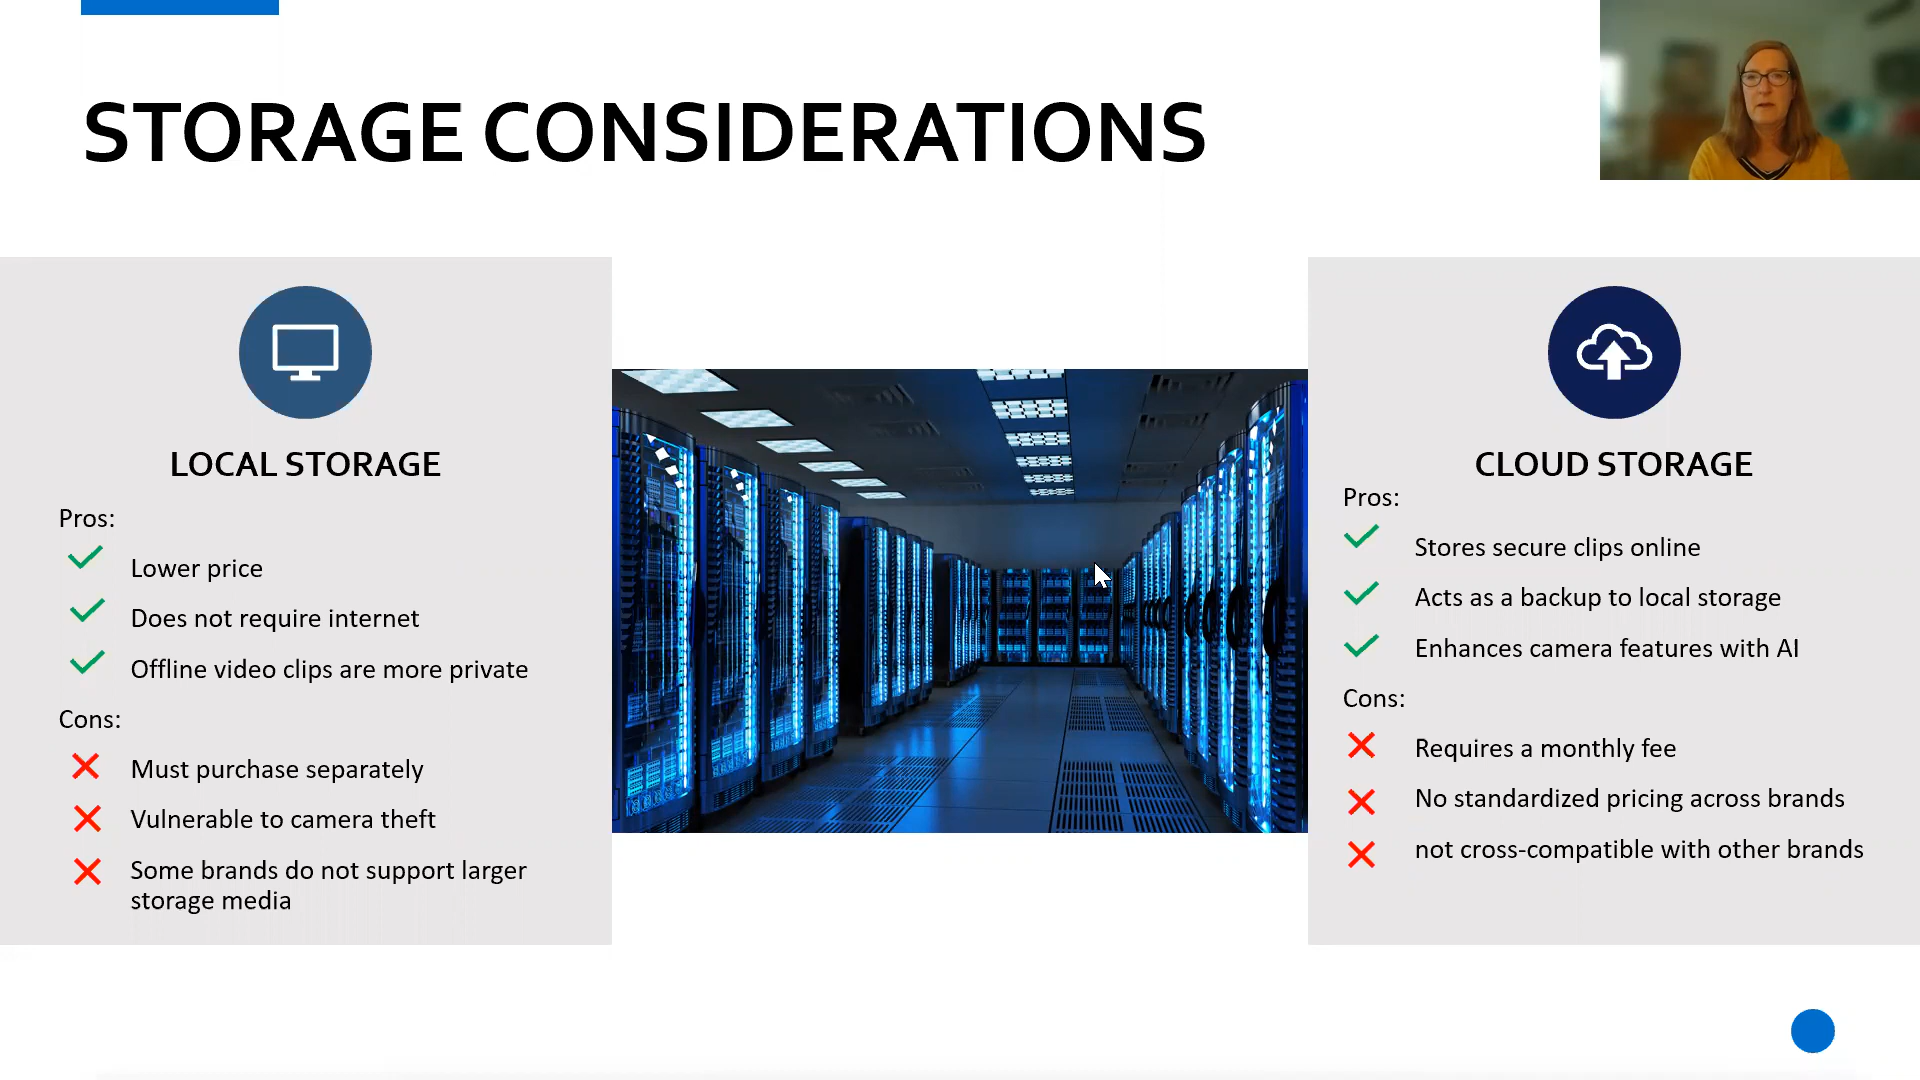 STORAGE CONSIDERATIONS
LOCAL STORAGE
Pros:
Lower price
Does not require internet
Offline video clips are more private
Cons:
Must purchase separately
Vulnerable to camera theft
Some brands do not support larger
storage media
CLOUD STORAGE
Pros:
Stores secure clips online
Acts as a backup to local storage
Enhances camera features with AI
Cons:
Requires a monthly fee
No standardized pricing across brands
not cross-compatible with other brands